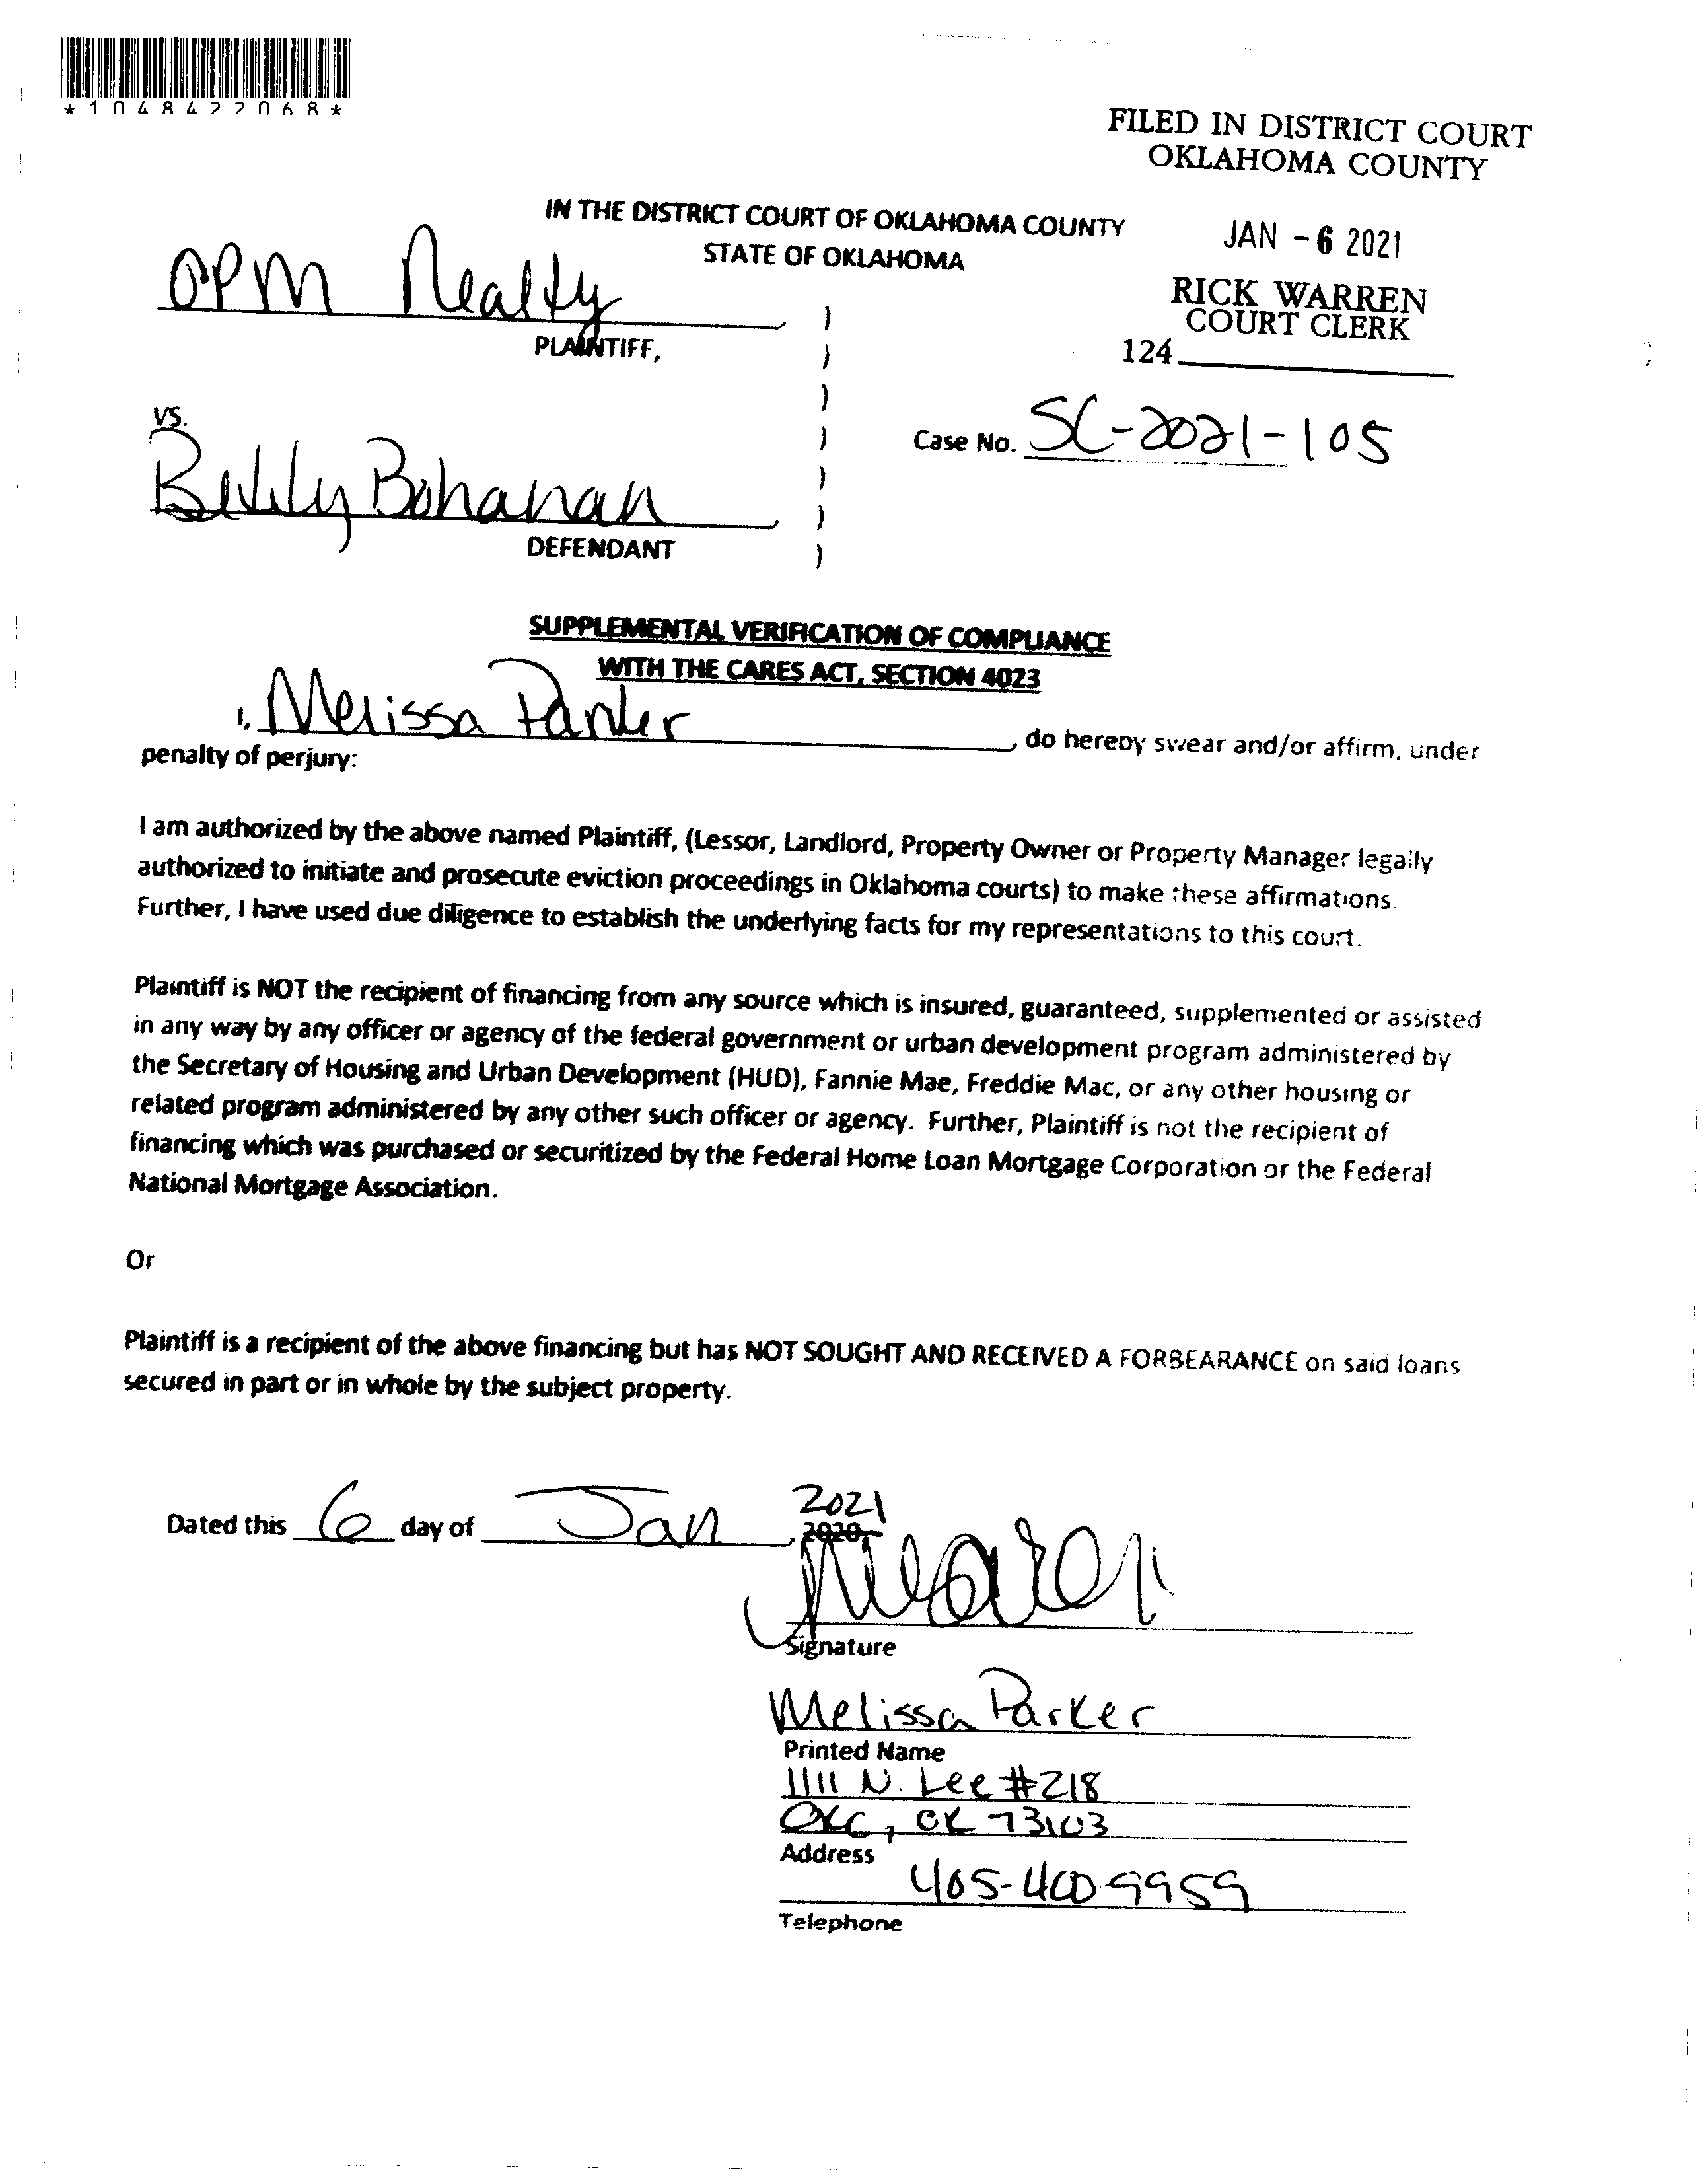 *1048422068*
FILED IN DISTRICT COURT
OKLAHOMA COUNTY
IN THE DISTRICT COURT OF OKLAHOMA COUNTY
STATE OF OKLAHOMA
JAN - 6 2021
RICK WARREN
COURT CLERK
124
OPM Realty
PLAINTIFF,
)
)
)
)
)
)
)
VS.
Case No. SC-2021-105
Bohanan
DEFENDANT
SUPPLEMENTAL VERIFICATION OF COMPLIANCE
WITH THE CARES ACT, SECTION 4023
I, Melissa Parker, do hereby swear and/or affirm, under
penalty of perjury:
I am authorized by the above named Plaintiff, (Lessor, Landlord, Property Owner or Property Manager legally
authorized to initiate and prosecute eviction proceedings in Oklahoma courts) to make these affirmations.
Further, I have used due diligence to establish the underlying facts for my representations to this court.
Plaintiff is NOT the recipient of financing from any source which is insured, guaranteed, supplemented or assisted
in any way by any officer or agency of the federal government or urban development program administered by
the Secretary of Housing and Urban Development (HUD), Fannie Mae, Freddie Mac, or any other housing or
related program administered by any other such officer or agency. Further, Plaintiff is not the recipient of
financing which was purchased or securitized by the Federal Home Loan Mortgage Corporation or the Federal
National Mortgage Association.
Or
Plaintiff is a recipient of the above financing but has NOT SOUGHT AND RECEIVED A FORBEARANCE on said loans
secured in part or in whole by the subject property.
2021
Dated this 6 day of Jan, 2020.
Signature
Melissa Parker
Printed Name
1111 N. Lee #218
OKC, OK 73103
Address
405-400-9959
Telephone